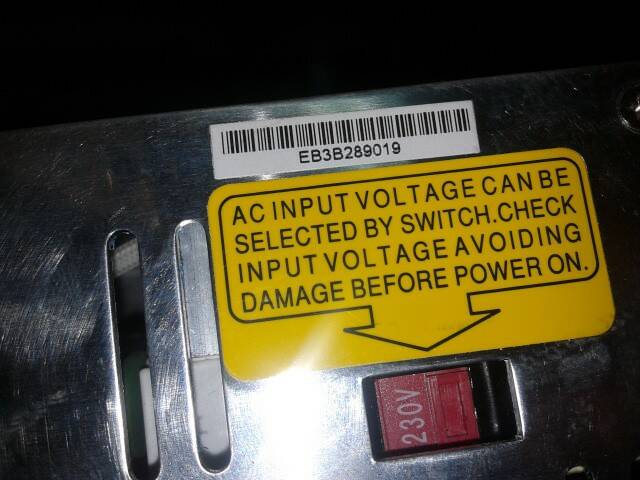 EB3B289019
AC INPUT VOLTAGE CAN BE
SELECTED BY SWITCH.CHECK
INPUT VOLTAGE AVOIDING
DAMAGE BEFORE POWER ON.
230V